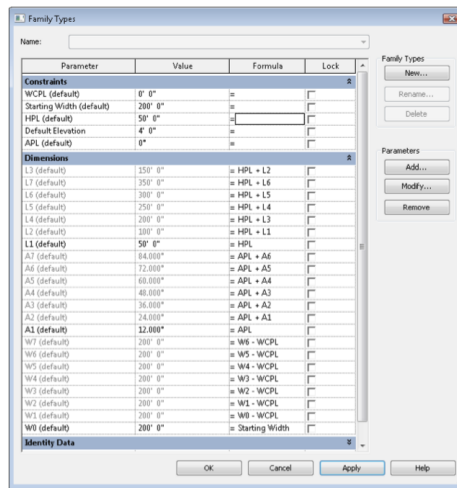 Family Types
Name:
Parameter Value Formula Lock
Constraints
WCPL (default) 0' 0" =
Starting Width (default) 200' 0" =
HPL (default) 50' 0" =
Default Elevation 4' 0" =
APL (default) 0" =
Dimensions
L3 (default) 150' 0" = HPL + L2
L7 (default) 350' 0" = HPL + L6
L6 (default) 300' 0" = HPL + L5
L5 (default) 250' 0" = HPL + L4
L4 (default) 200' 0" = HPL + L3
L2 (default) 100' 0" = HPL + L1
L1 (default) 50' 0" = HPL
A7 (default) 84.000° = APL + A6
A6 (default) 72.000° = APL + A5
A5 (default) 60.000° = APL + A4
A4 (default) 48.000° = APL + A3
A3 (default) 36.000° = APL + A2
A2 (default) 24.000° = APL + A1
A1 (default) 12.000° = APL
W7 (default) 200' 0" = W6 - WCPL
W6 (default) 200' 0" = W5 - WCPL
W5 (default) 200' 0" = W4 - WCPL
W4 (default) 200' 0" = W3 - WCPL
W3 (default) 200' 0" = W2 - WCPL
W2 (default) 200' 0" = W1 - WCPL
W1 (default) 200' 0" = W0 - WCPL
W0 (default) 200' 0" = Starting Width
Identity Data
Family Types
New...
Rename...
Delete
Parameters
Add...
Modify...
Remove
OK Cancel Apply Help